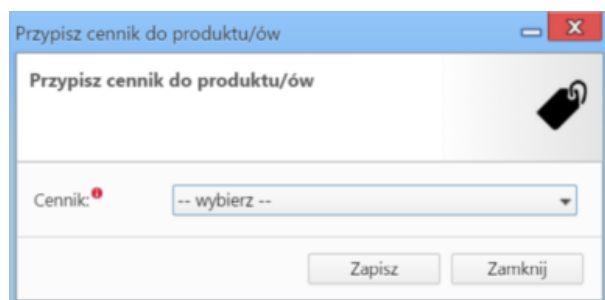 Przypisz cennik do produktu/ów
Przypisz cennik do produktu/ów
Cennik:
-- wybierz --
Zapisz
Zamknij